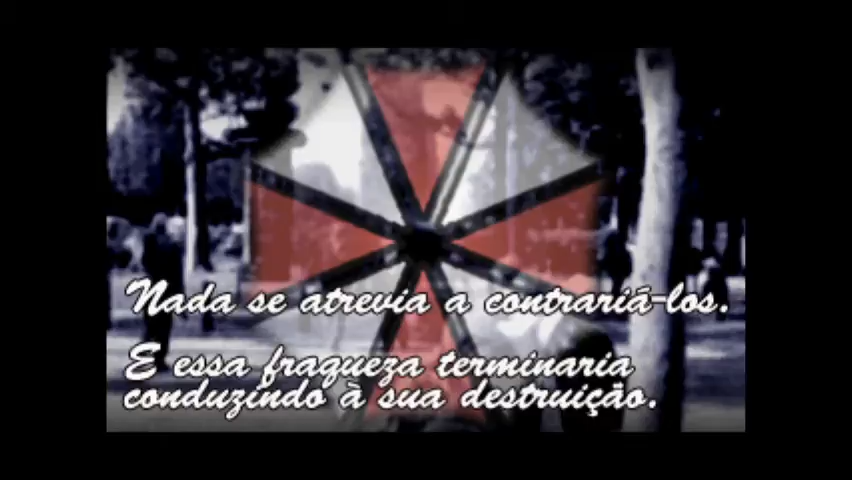 Nada se atrevia a contrariá-los.
E essa fraqueza terminaria
conduzindo à sua destruição.